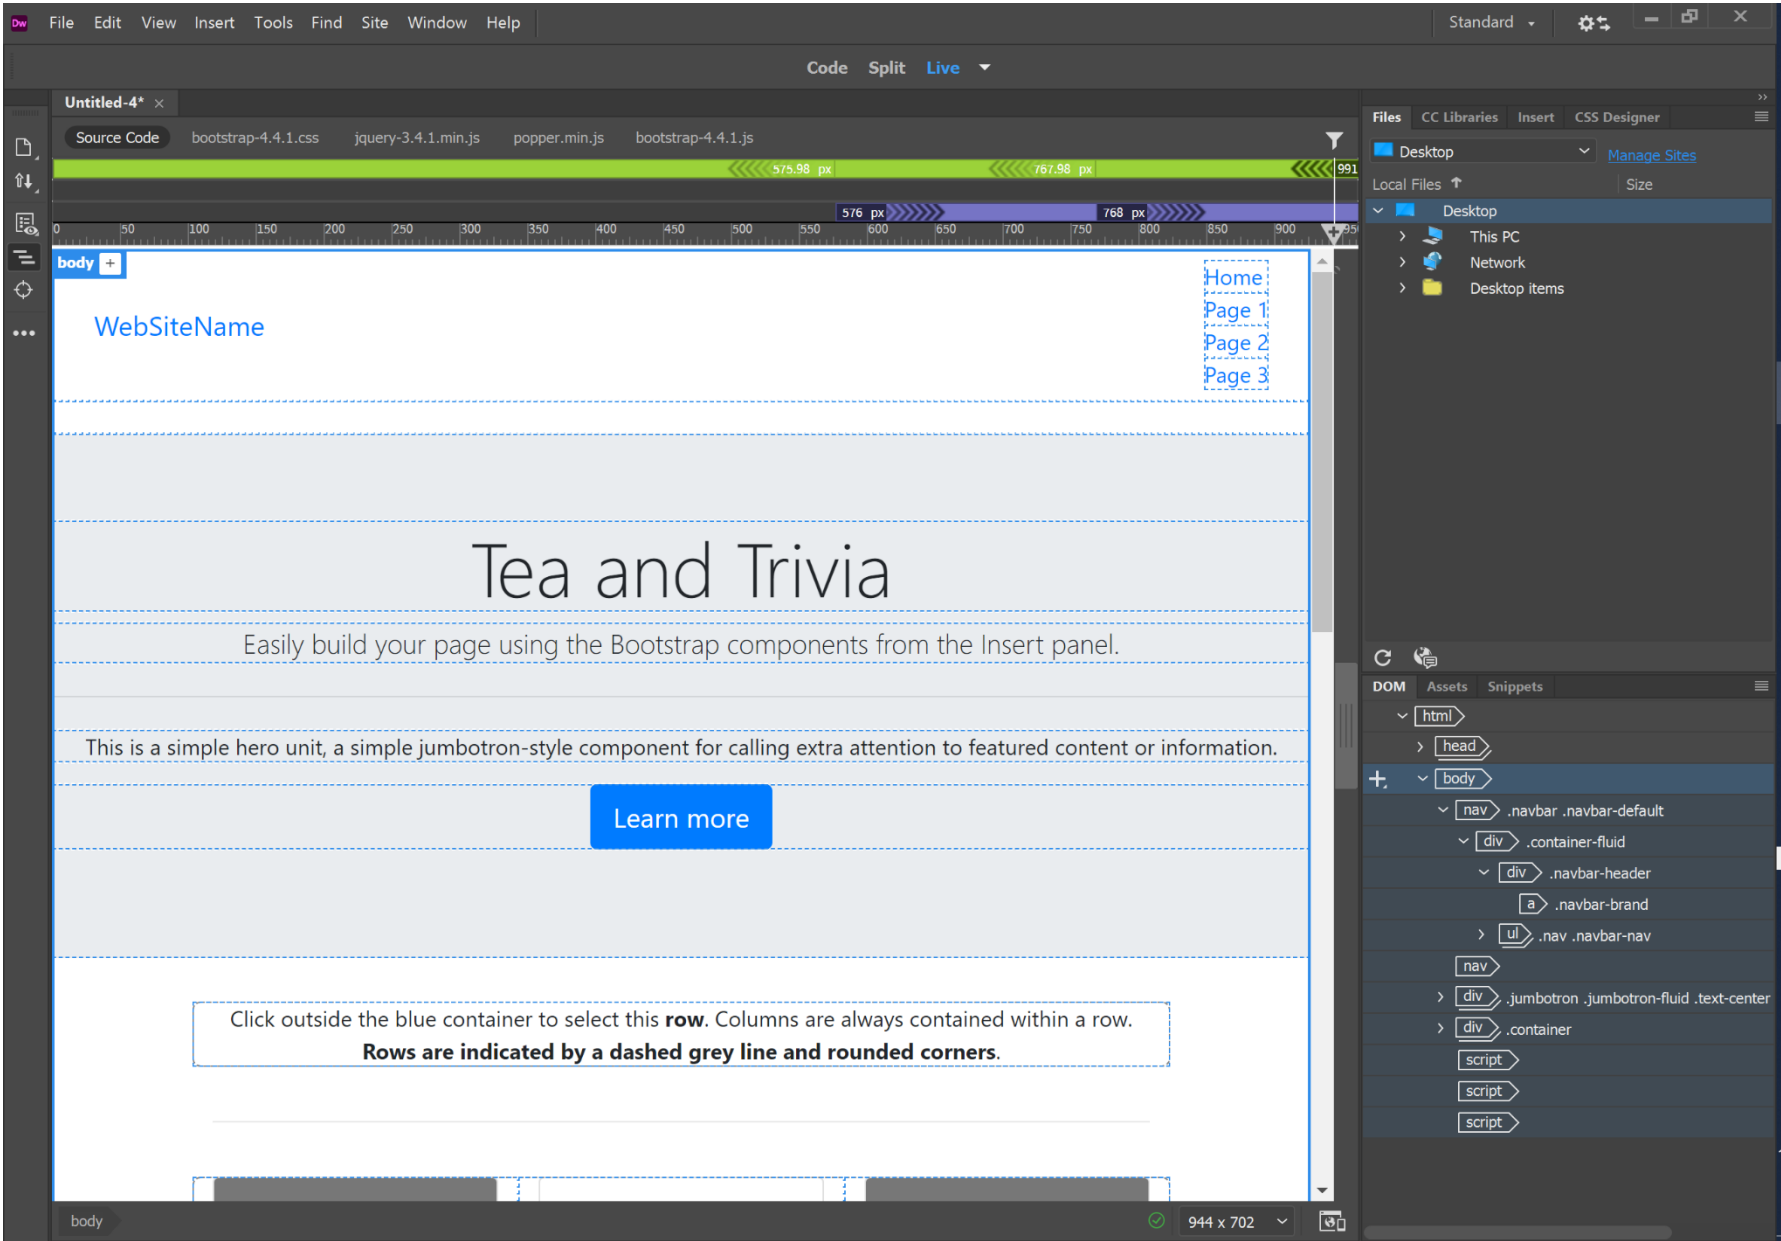 Dw File Edit View Insert Tools Find Site Window Help Standard
Code Split Live
Untitled-4* ×
Source Code bootstrap-4.4.1.css jquery-3.4.1.min.js popper.min.js bootstrap-4.4.1.js
575.98 px 767.98 px 991
576 px 768 px
0 50 100 150 200 250 300 350 400 450 500 550 600 650 700 750 800 850 900 950
body +
WebSiteName
Home
Page 1
Page 2
Page 3
Tea and Trivia
Easily build your page using the Bootstrap components from the Insert panel.
This is a simple hero unit, a simple jumbotron-style component for calling extra attention to featured content or information.
Learn more
Click outside the blue container to select this row. Columns are always contained within a row.
Rows are indicated by a dashed grey line and rounded corners.
body 944 x 702
Files CC Libraries Insert CSS Designer
Desktop Manage Sites
Local Files Size
Desktop
This PC
Network
Desktop items
DOM Assets Snippets
html
head
body
nav .navbar .navbar-default
div .container-fluid
div .navbar-header
a .navbar-brand
ul .nav .navbar-nav
nav
div .jumbotron .jumbotron-fluid .text-center
div .container
script
script
script